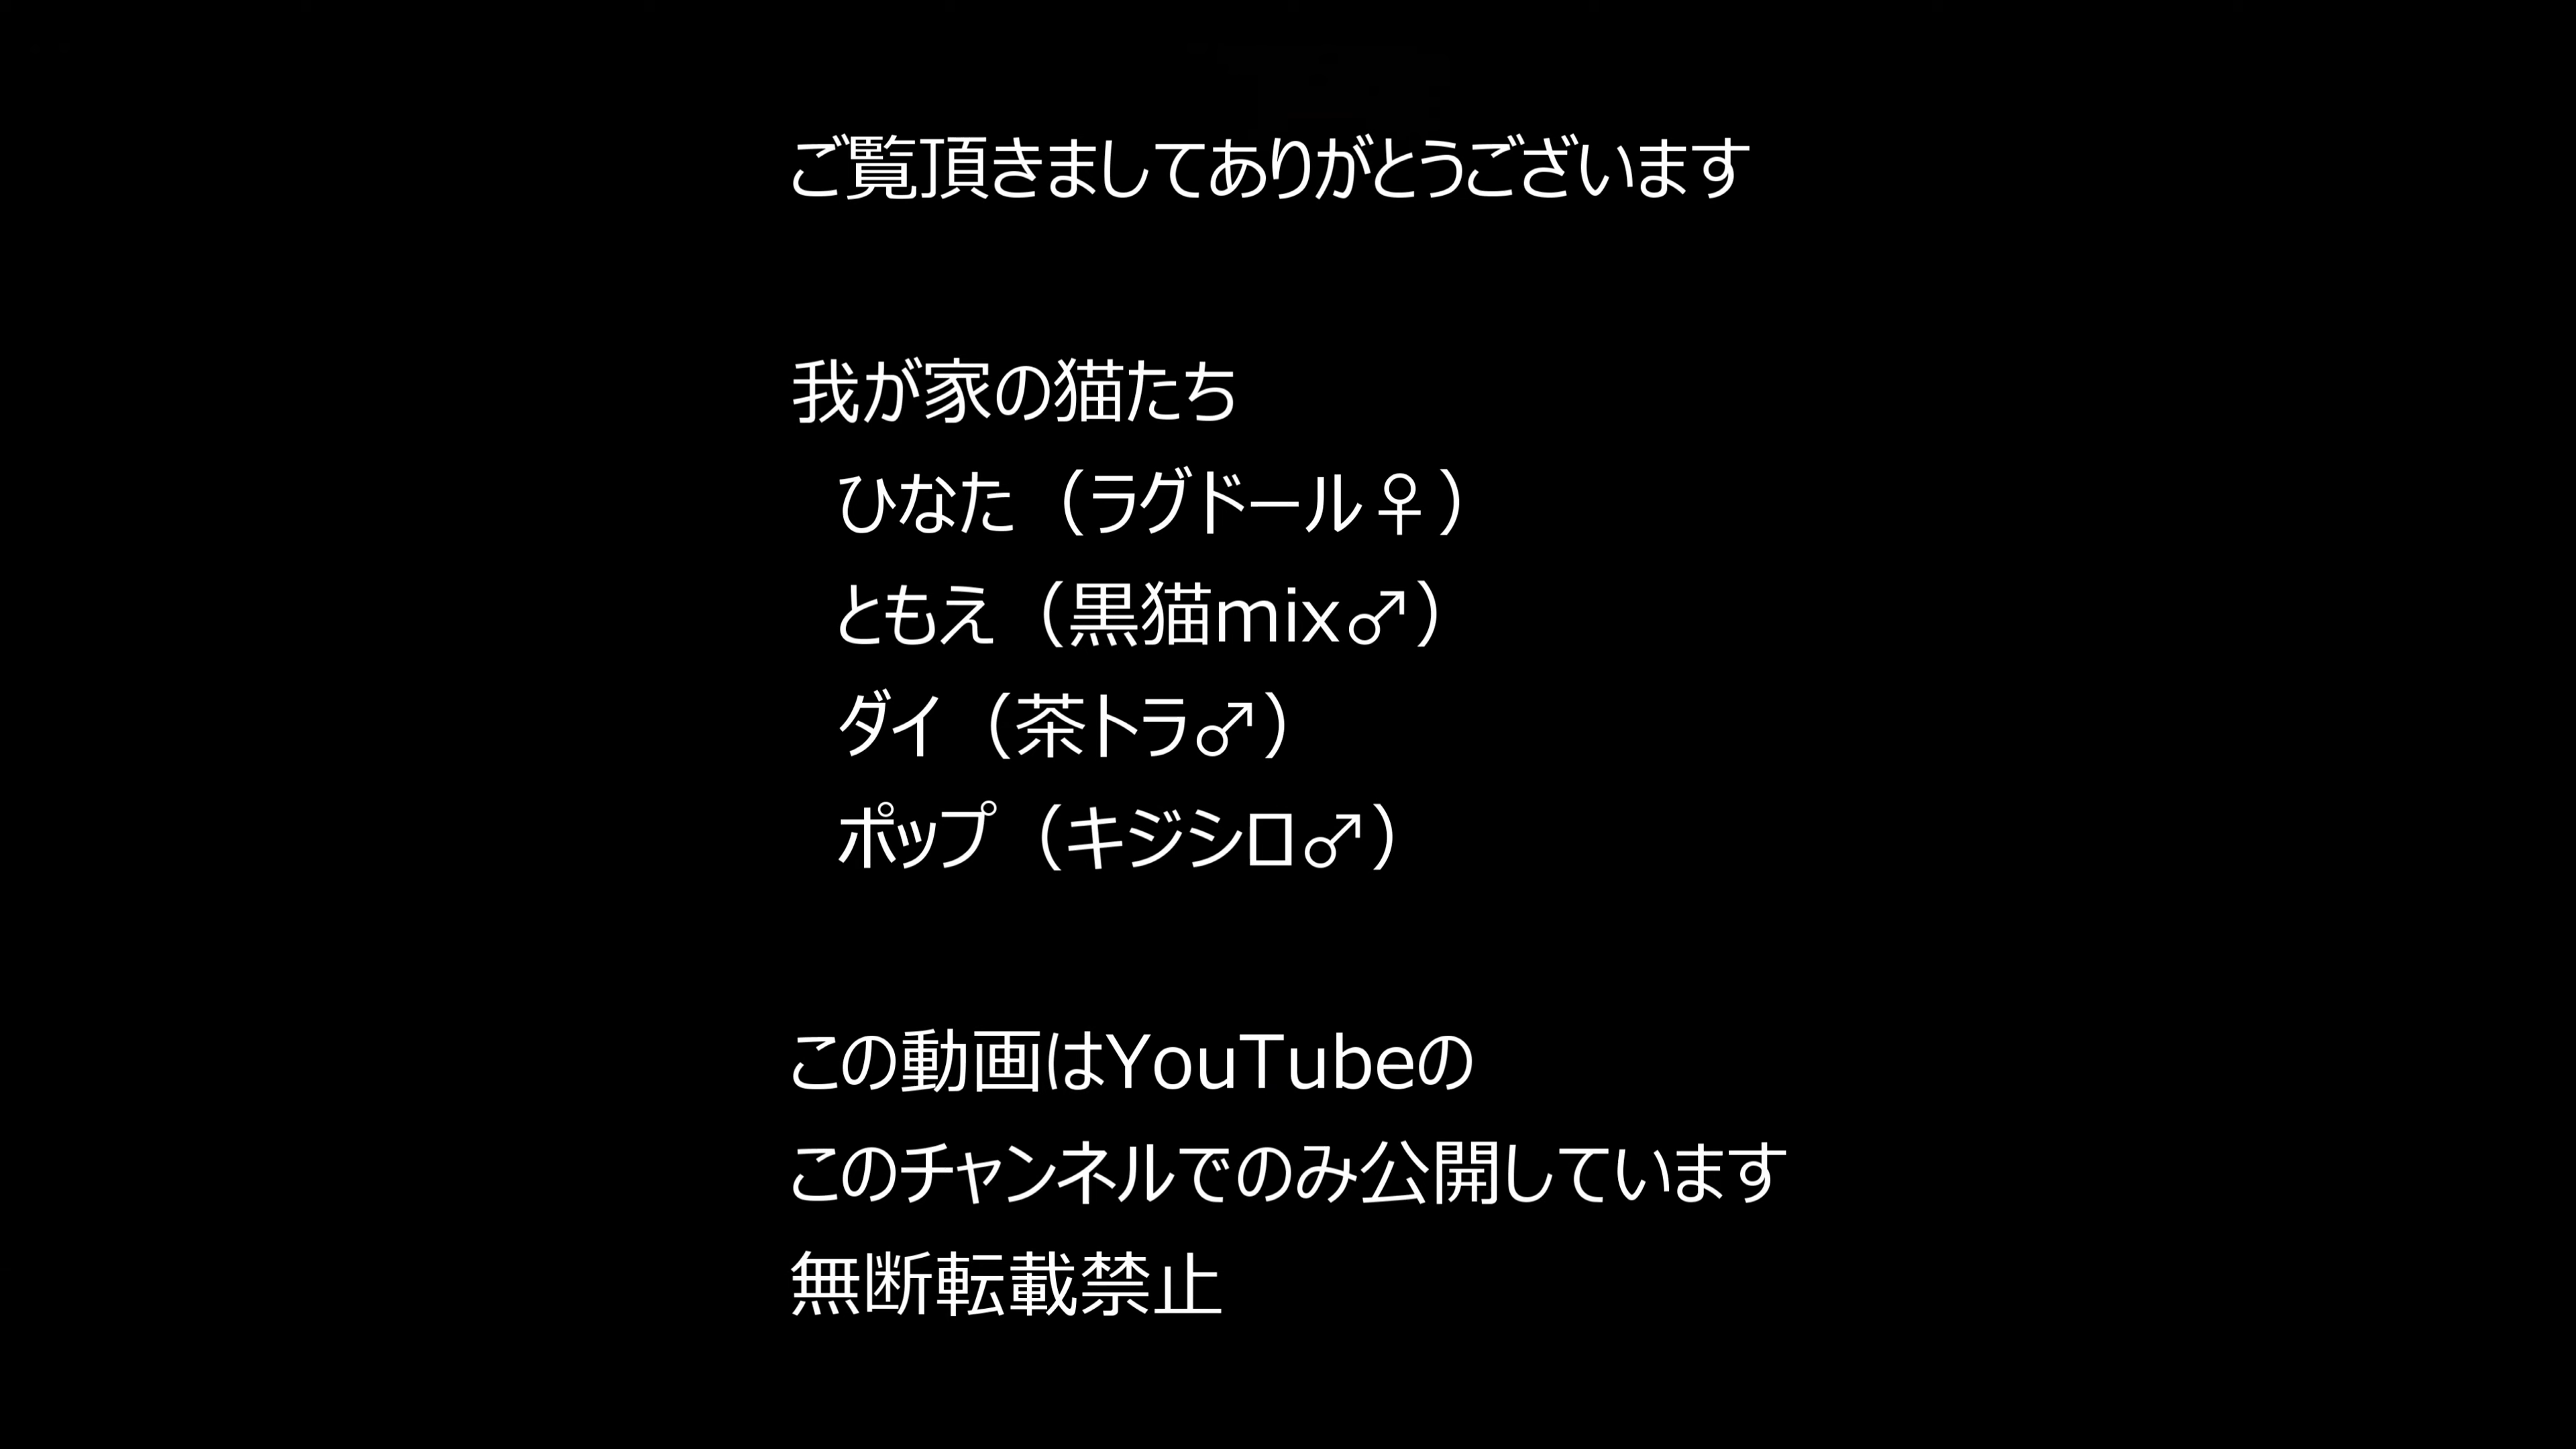 ご覧頂きましてありがとうございます
我が家の猫たち
ひなた（ラグドール♀）
ともえ（黒猫mix♂）
ダイ（茶トラ♂）
ポップ（キジシロ♂）
この動画はYouTubeの
このチャンネルでのみ公開しています
無断転載禁止